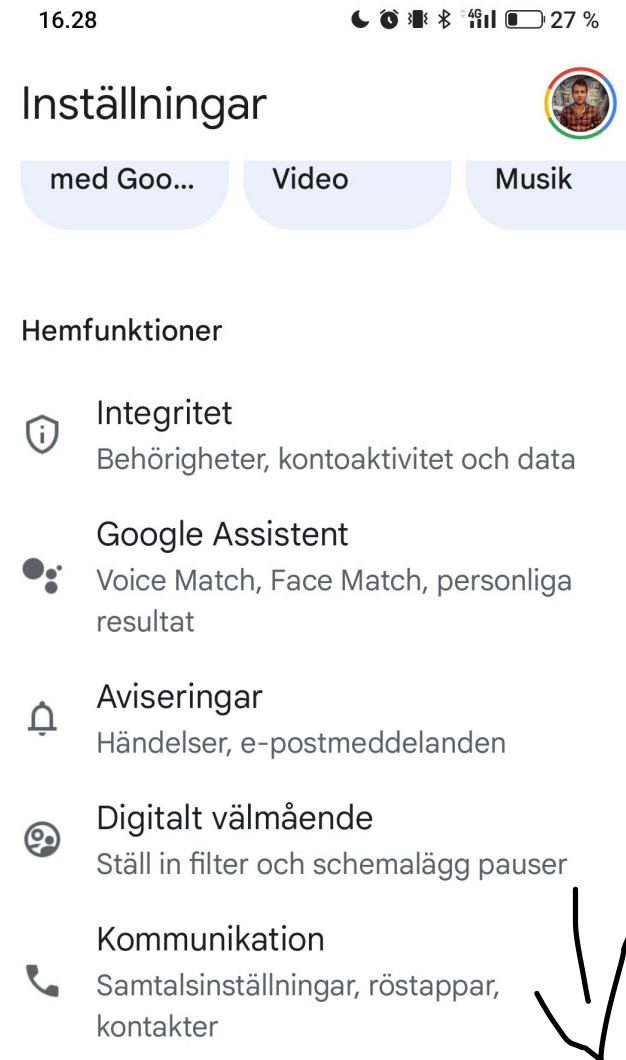 16.28
4G
27 %
Inställningar
med Goo...
Video
Musik
Hemfunktioner
Integritet
Behörigheter, kontoaktivitet och data
Google Assistent
Voice Match, Face Match, personliga
resultat
Aviseringar
Händelser, e-postmeddelanden
Digitalt välmående
Ställ in filter och schemalägg pauser
Kommunikation
Samtalsinställningar, röstappar,
kontakter